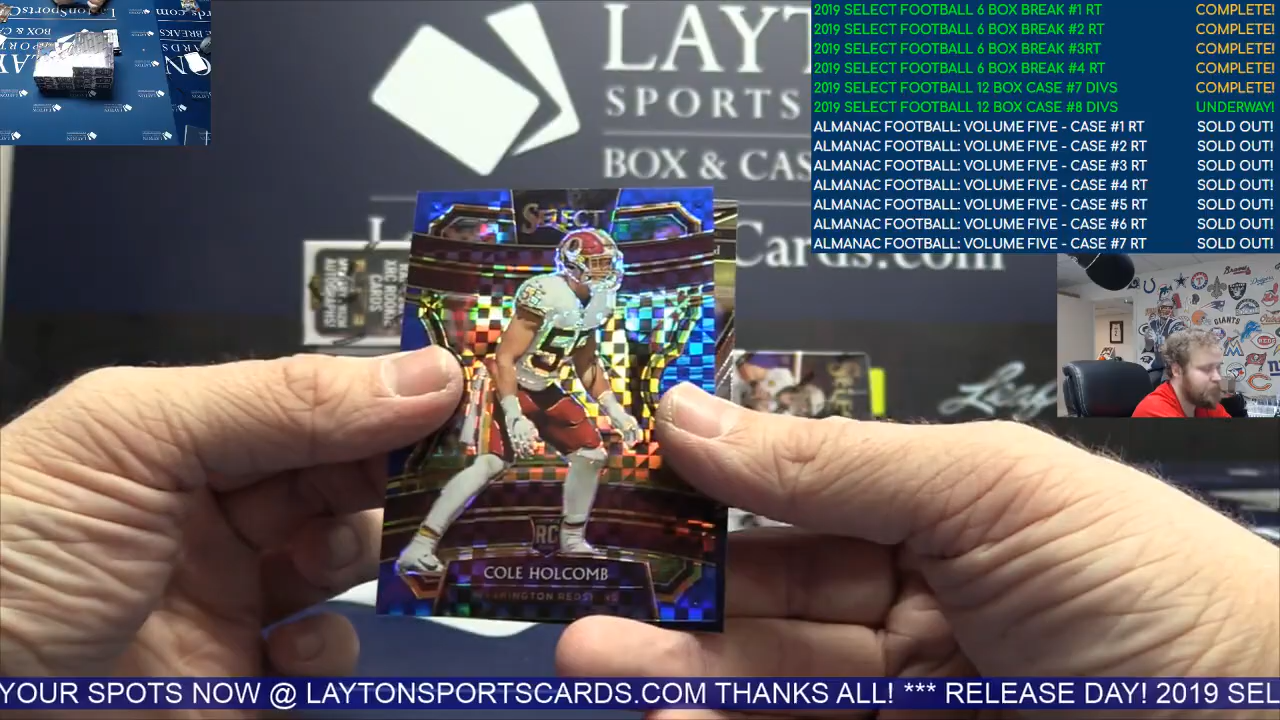 2019 SELECT FOOTBALL 6 BOX BREAK #1 RT COMPLETE!
2019 SELECT FOOTBALL 6 BOX BREAK #2 RT COMPLETE!
2019 SELECT FOOTBALL 6 BOX BREAK #3RT COMPLETE!
2019 SELECT FOOTBALL 6 BOX BREAK #4 RT COMPLETE!
2019 SELECT FOOTBALL 12 BOX CASE #7 DIVS COMPLETE!
2019 SELECT FOOTBALL 12 BOX CASE #8 DIVS UNDERWAY!
ALMANAC FOOTBALL: VOLUME FIVE - CASE #1 RT SOLD OUT!
ALMANAC FOOTBALL: VOLUME FIVE - CASE #2 RT SOLD OUT!
ALMANAC FOOTBALL: VOLUME FIVE - CASE #3 RT SOLD OUT!
ALMANAC FOOTBALL: VOLUME FIVE - CASE #4 RT SOLD OUT!
ALMANAC FOOTBALL: VOLUME FIVE - CASE #5 RT SOLD OUT!
ALMANAC FOOTBALL: VOLUME FIVE - CASE #6 RT SOLD OUT!
ALMANAC FOOTBALL: VOLUME FIVE - CASE #7 RT SOLD OUT!
LAYT
SPORTS
BOX & CAS
Cards.com
Leaf
SELECT
RC
COLE HOLCOMB
GIANTS
YOUR SPOTS NOW @ LAYTONSPORTSCARDS.COM THANKS ALL! *** RELEASE DAY! 2019 SEL